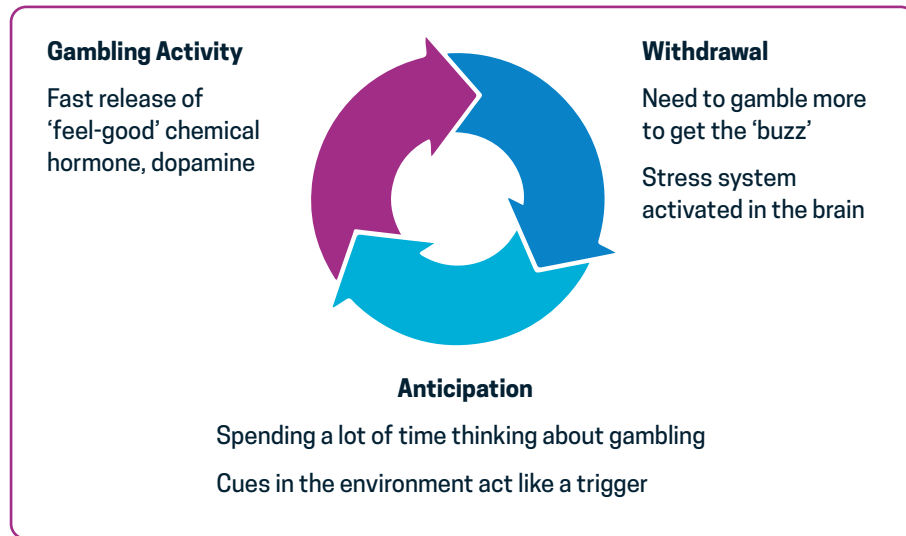 Gambling Activity
Fast release of
‘feel-good’ chemical
hormone, dopamine
Withdrawal
Need to gamble more
to get the ‘buzz’
Stress system
activated in the brain
Anticipation
Spending a lot of time thinking about gambling
Cues in the environment act like a trigger